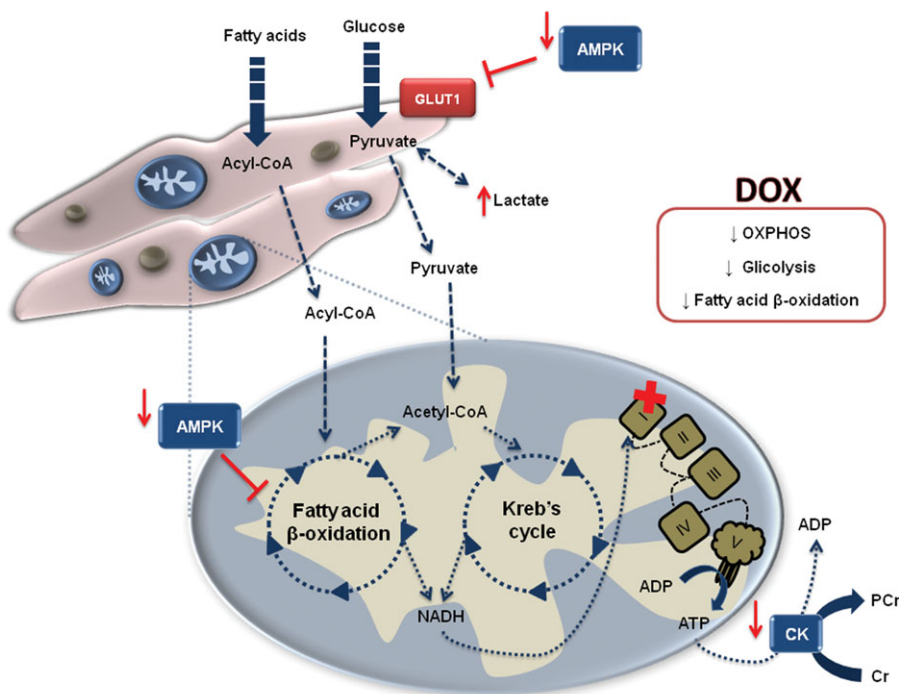 Fatty acids
Glucose
AMPK
GLUT1
Acyl-CoA
Pyruvate
Lactate
DOX
↓ OXPHOS
↓ Glicolysis
↓ Fatty acid β-oxidation
Pyruvate
Acyl-CoA
AMPK
Acetyl-CoA
I
II
III
IV
V
Fatty acid
β-oxidation
Kreb's
cycle
ADP
ADP
PCr
NADH
ATP
CK
Cr